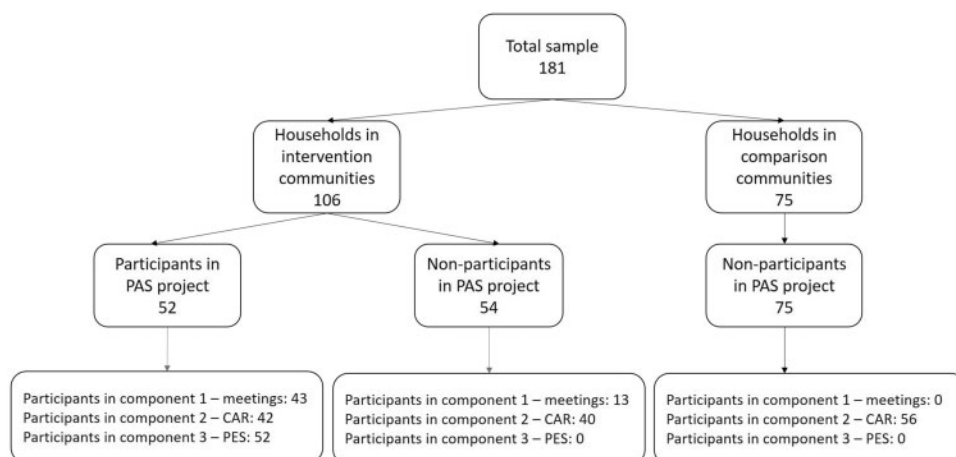 Total sample
181
Households in
intervention
communities
106
Households in
comparison
communities
75
Participants in
PAS project
52
Non-participants
in PAS project
54
Non-participants
in PAS project
75
Participants in component 1 – meetings: 43
Participants in component 2 – CAR: 42
Participants in component 3 – PES: 52
Participants in component 1 – meetings: 13
Participants in component 2 – CAR: 40
Participants in component 3 – PES: 0
Participants in component 1 – meetings: 0
Participants in component 2 – CAR: 56
Participants in component 3 – PES: 0